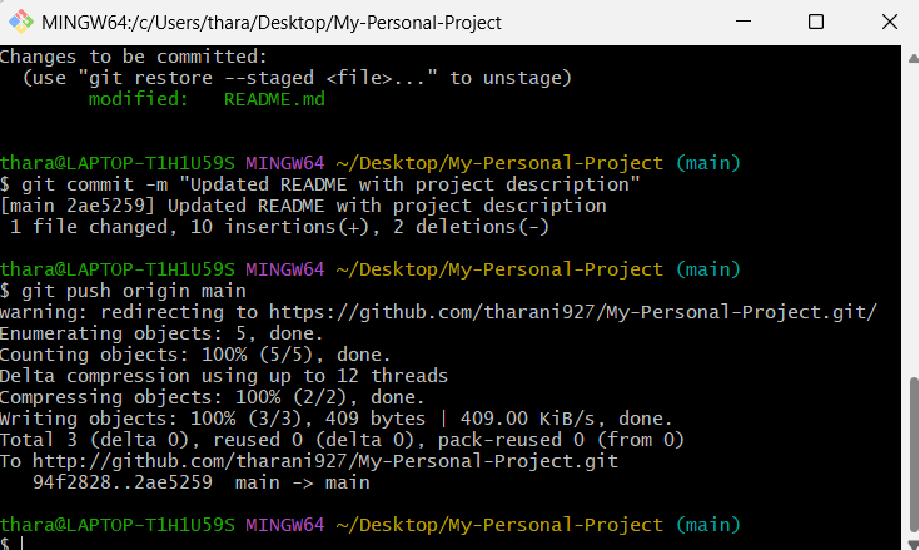 MINGW64:/c/Users/thara/Desktop/My-Personal-Project
Changes to be committed:
  (use "git restore --staged <file>..." to unstage)
        modified:   README.md
thara@LAPTOP-T1H1U59S MINGW64 ~/Desktop/My-Personal-Project (main)
$ git commit -m "Updated README with project description"
[main 2ae5259] Updated README with project description
 1 file changed, 10 insertions(+), 2 deletions(-)
thara@LAPTOP-T1H1U59S MINGW64 ~/Desktop/My-Personal-Project (main)
$ git push origin main
warning: redirecting to https://github.com/tharani927/My-Personal-Project.git/
Enumerating objects: 5, done.
Counting objects: 100% (5/5), done.
Delta compression using up to 12 threads
Compressing objects: 100% (2/2), done.
Writing objects: 100% (3/3), 409 bytes | 409.00 KiB/s, done.
Total 3 (delta 0), reused 0 (delta 0), pack-reused 0 (from 0)
To http://github.com/tharani927/My-Personal-Project.git
   94f2828..2ae5259  main -> main
thara@LAPTOP-T1H1U59S MINGW64 ~/Desktop/My-Personal-Project (main)
$